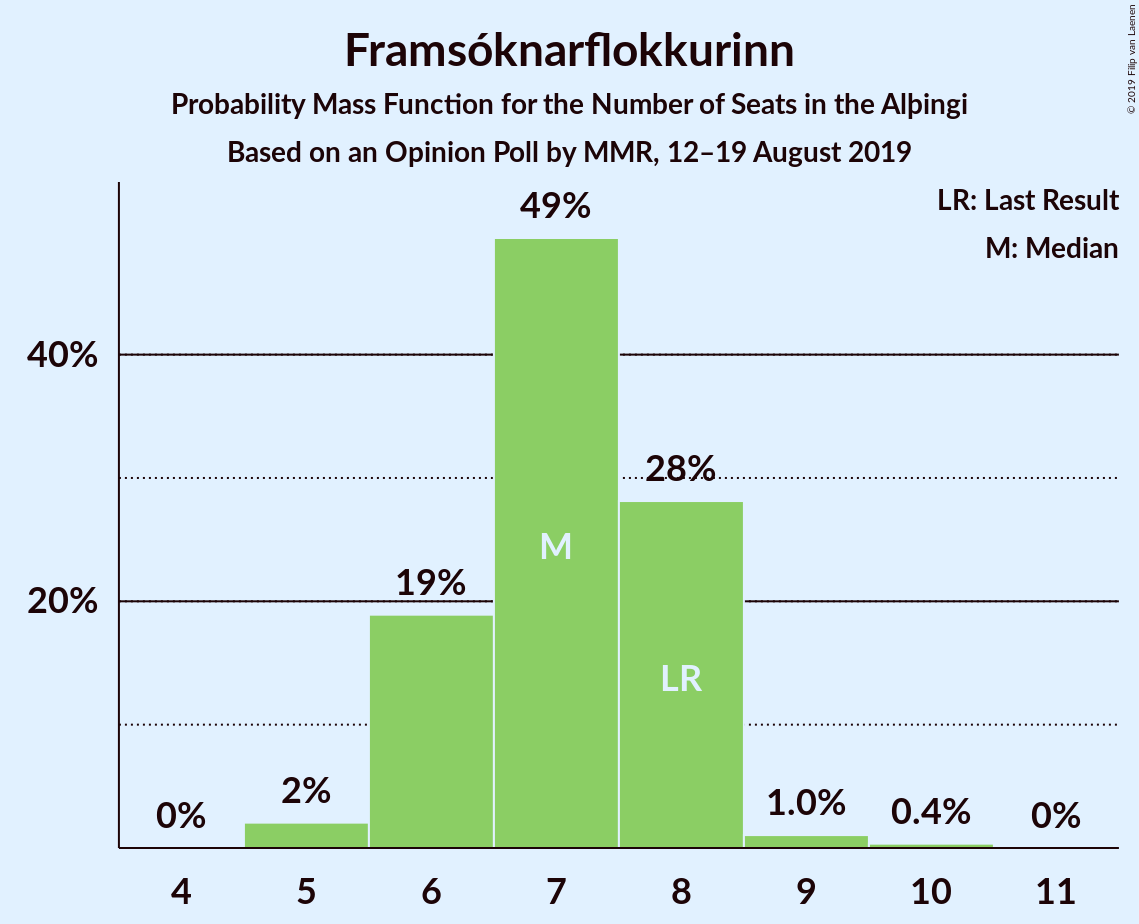 Framsóknarflokkurinn
Probability Mass Function for the Number of Seats in the Alþingi
Based on an Opinion Poll by MMR, 12–19 August 2019
© 2019 Filip van Laenen
LR: Last Result
M: Median
49%
40%
28%
M
19%
20%
LR
2%
1.0%
0.4%
0%
0%
4 5 6 7 8 9 10 11